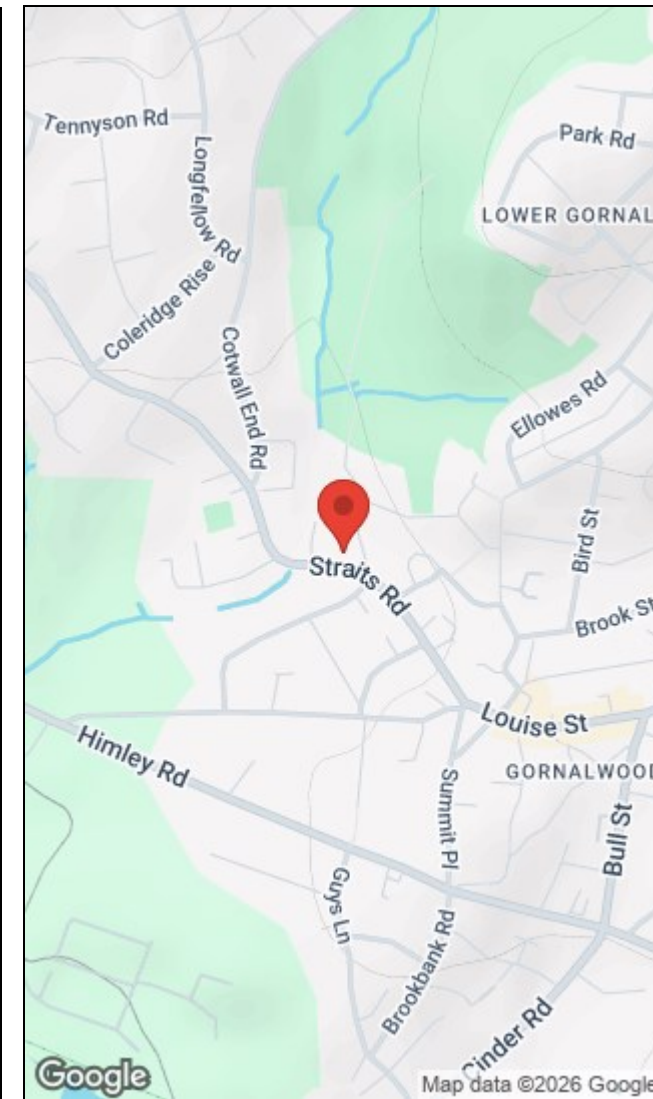 Tennyson Rd
Longfellow Rd
Park Rd
LOWER GORNAL
Coleridge Rise
Cotwall End Rd
Ellowes Rd
Bird St
Straits Rd
Brook St
Louise St
Himley Rd
GORNALWOOD
Summit Pl
Bull St
Guys Ln
Brookbank Rd
Cinder Rd
Google
Map data ©2026 Google